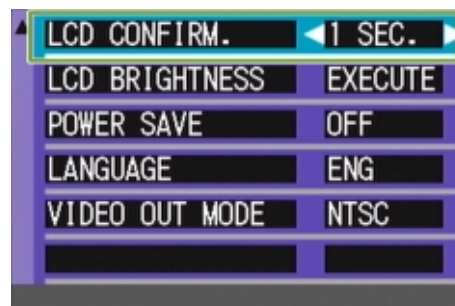 LCD CONFIRM. 1 SEC.
LCD BRIGHTNESS EXECUTE
POWER SAVE OFF
LANGUAGE ENG
VIDEO OUT MODE NTSC